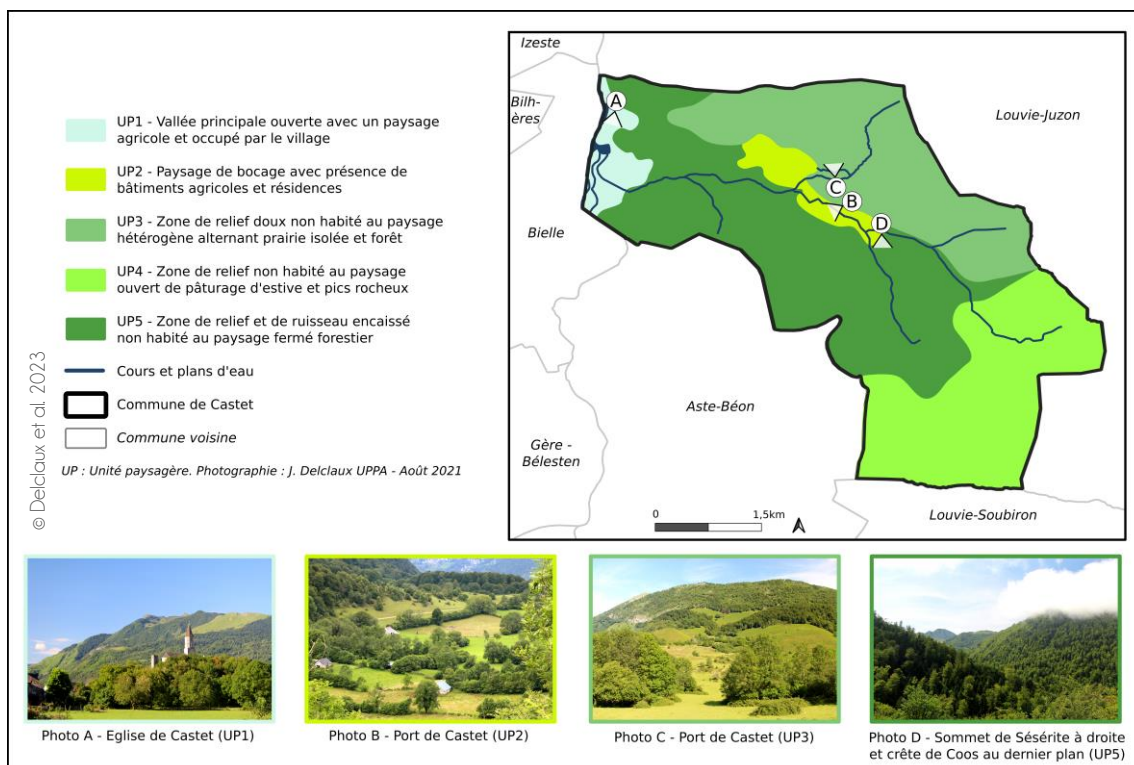 UP1 - Vallée principale ouverte avec un paysage
agricole et occupé par le village
UP2 - Paysage de bocage avec présence de
bâtiments agricoles et résidences
UP3 - Zone de relief doux non habité au paysage
hétérogène alternant prairie isolée et forêt
UP4 - Zone de relief non habité au paysage
ouvert de pâturage d'estive et pics rocheux
UP5 - Zone de relief et de ruisseau encaissé
non habité au paysage fermé forestier
Cours et plans d'eau
Commune de Castet
Commune voisine
UP : Unité paysagère. Photographie : J. Delclaux UPPA - Août 2021
© Delclaux et al. 2023
Izeste
Bilh-
ères
Louvie-Juzon
A
C
B
D
Bielle
Aste-Béon
Gère -
Bélesten
Louvie-Soubiron
0 1,5km
Photo A - Eglise de Castet (UP1)
Photo B - Port de Castet (UP2)
Photo C - Port de Castet (UP3)
Photo D - Sommet de Sésérite à droite
et crête de Coos au dernier plan (UP5)